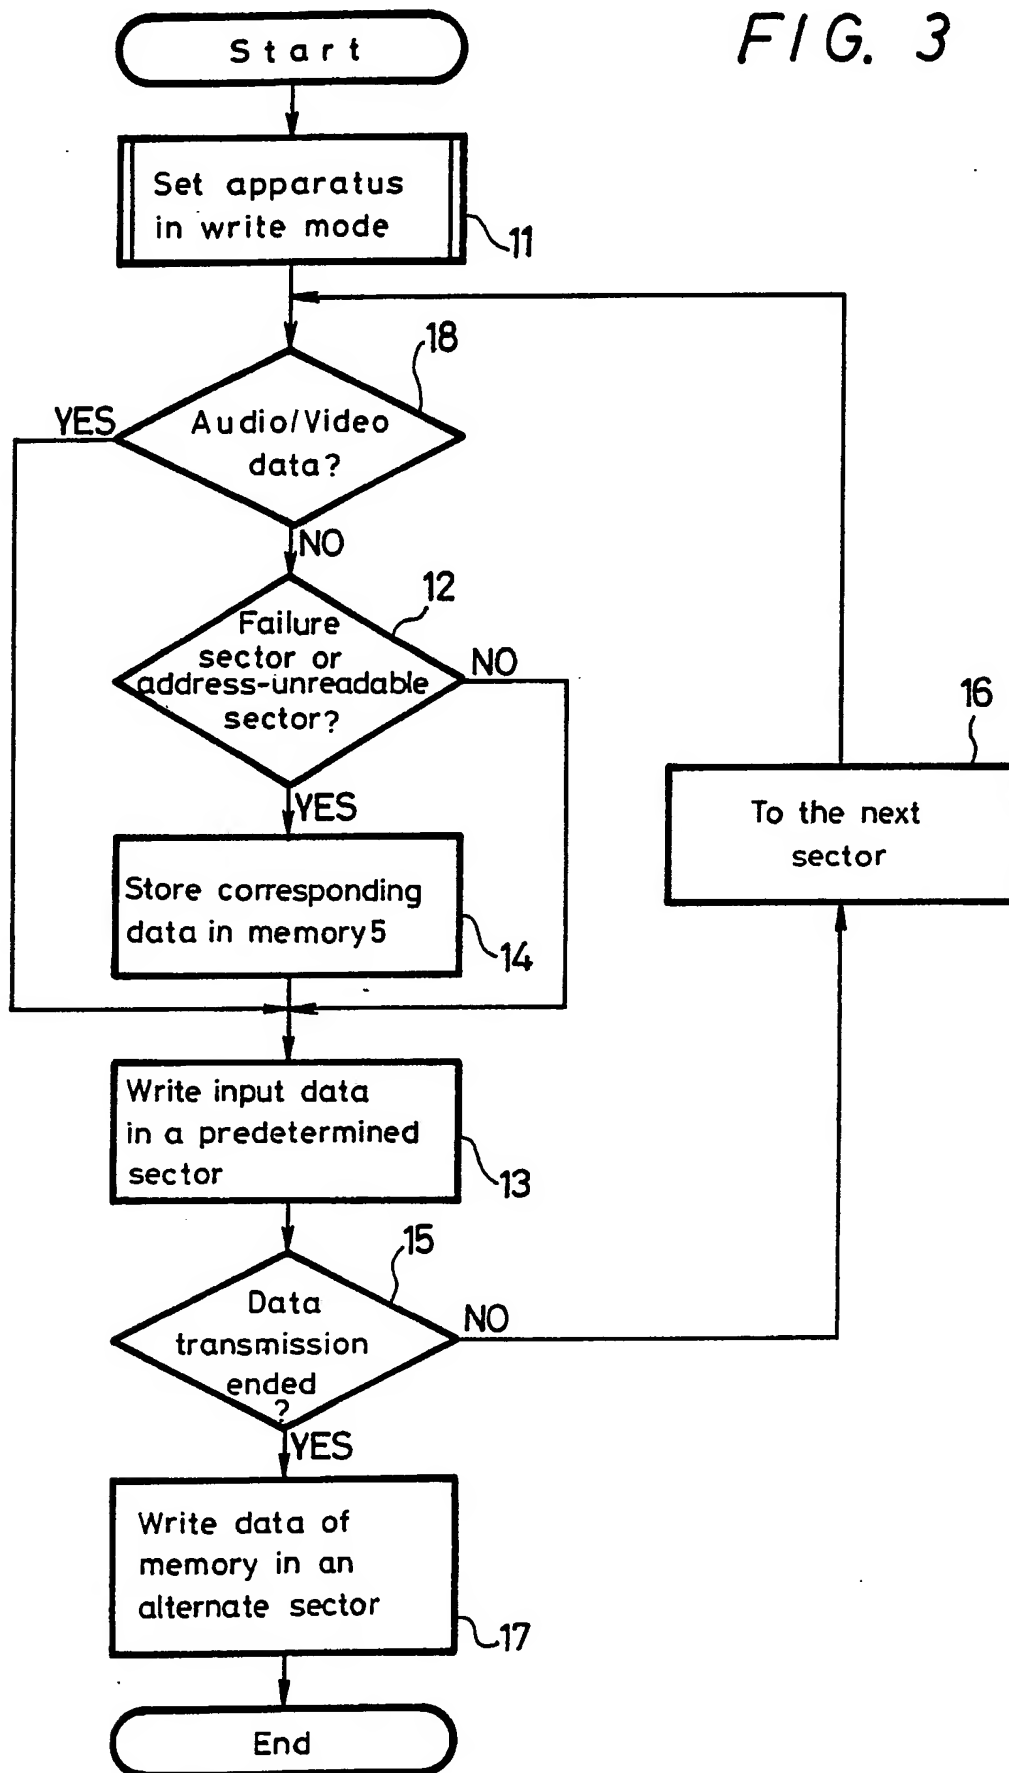 FIG. 3
Start
Set apparatus
in write mode
11
18
YES
Audio/Video
data?
NO
12
Failure
sector or
address-unreadable
sector?
NO
16
YES
To the next
sector
Store corresponding
data in memory5
14
Write input data
in a predetermined
sector
13
15
Data
transmission
ended
?
NO
YES
Write data of
memory in an
alternate sector
17
End